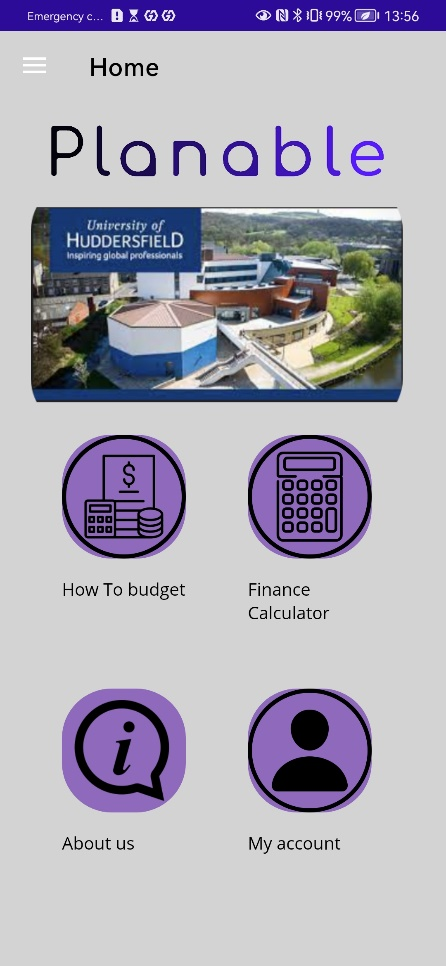 Emergency c... 99% 13:56
Home
Planable
University of
HUDDERSFIELD
Inspiring global professionals
$
How To budget
Finance
Calculator
i
About us
My account